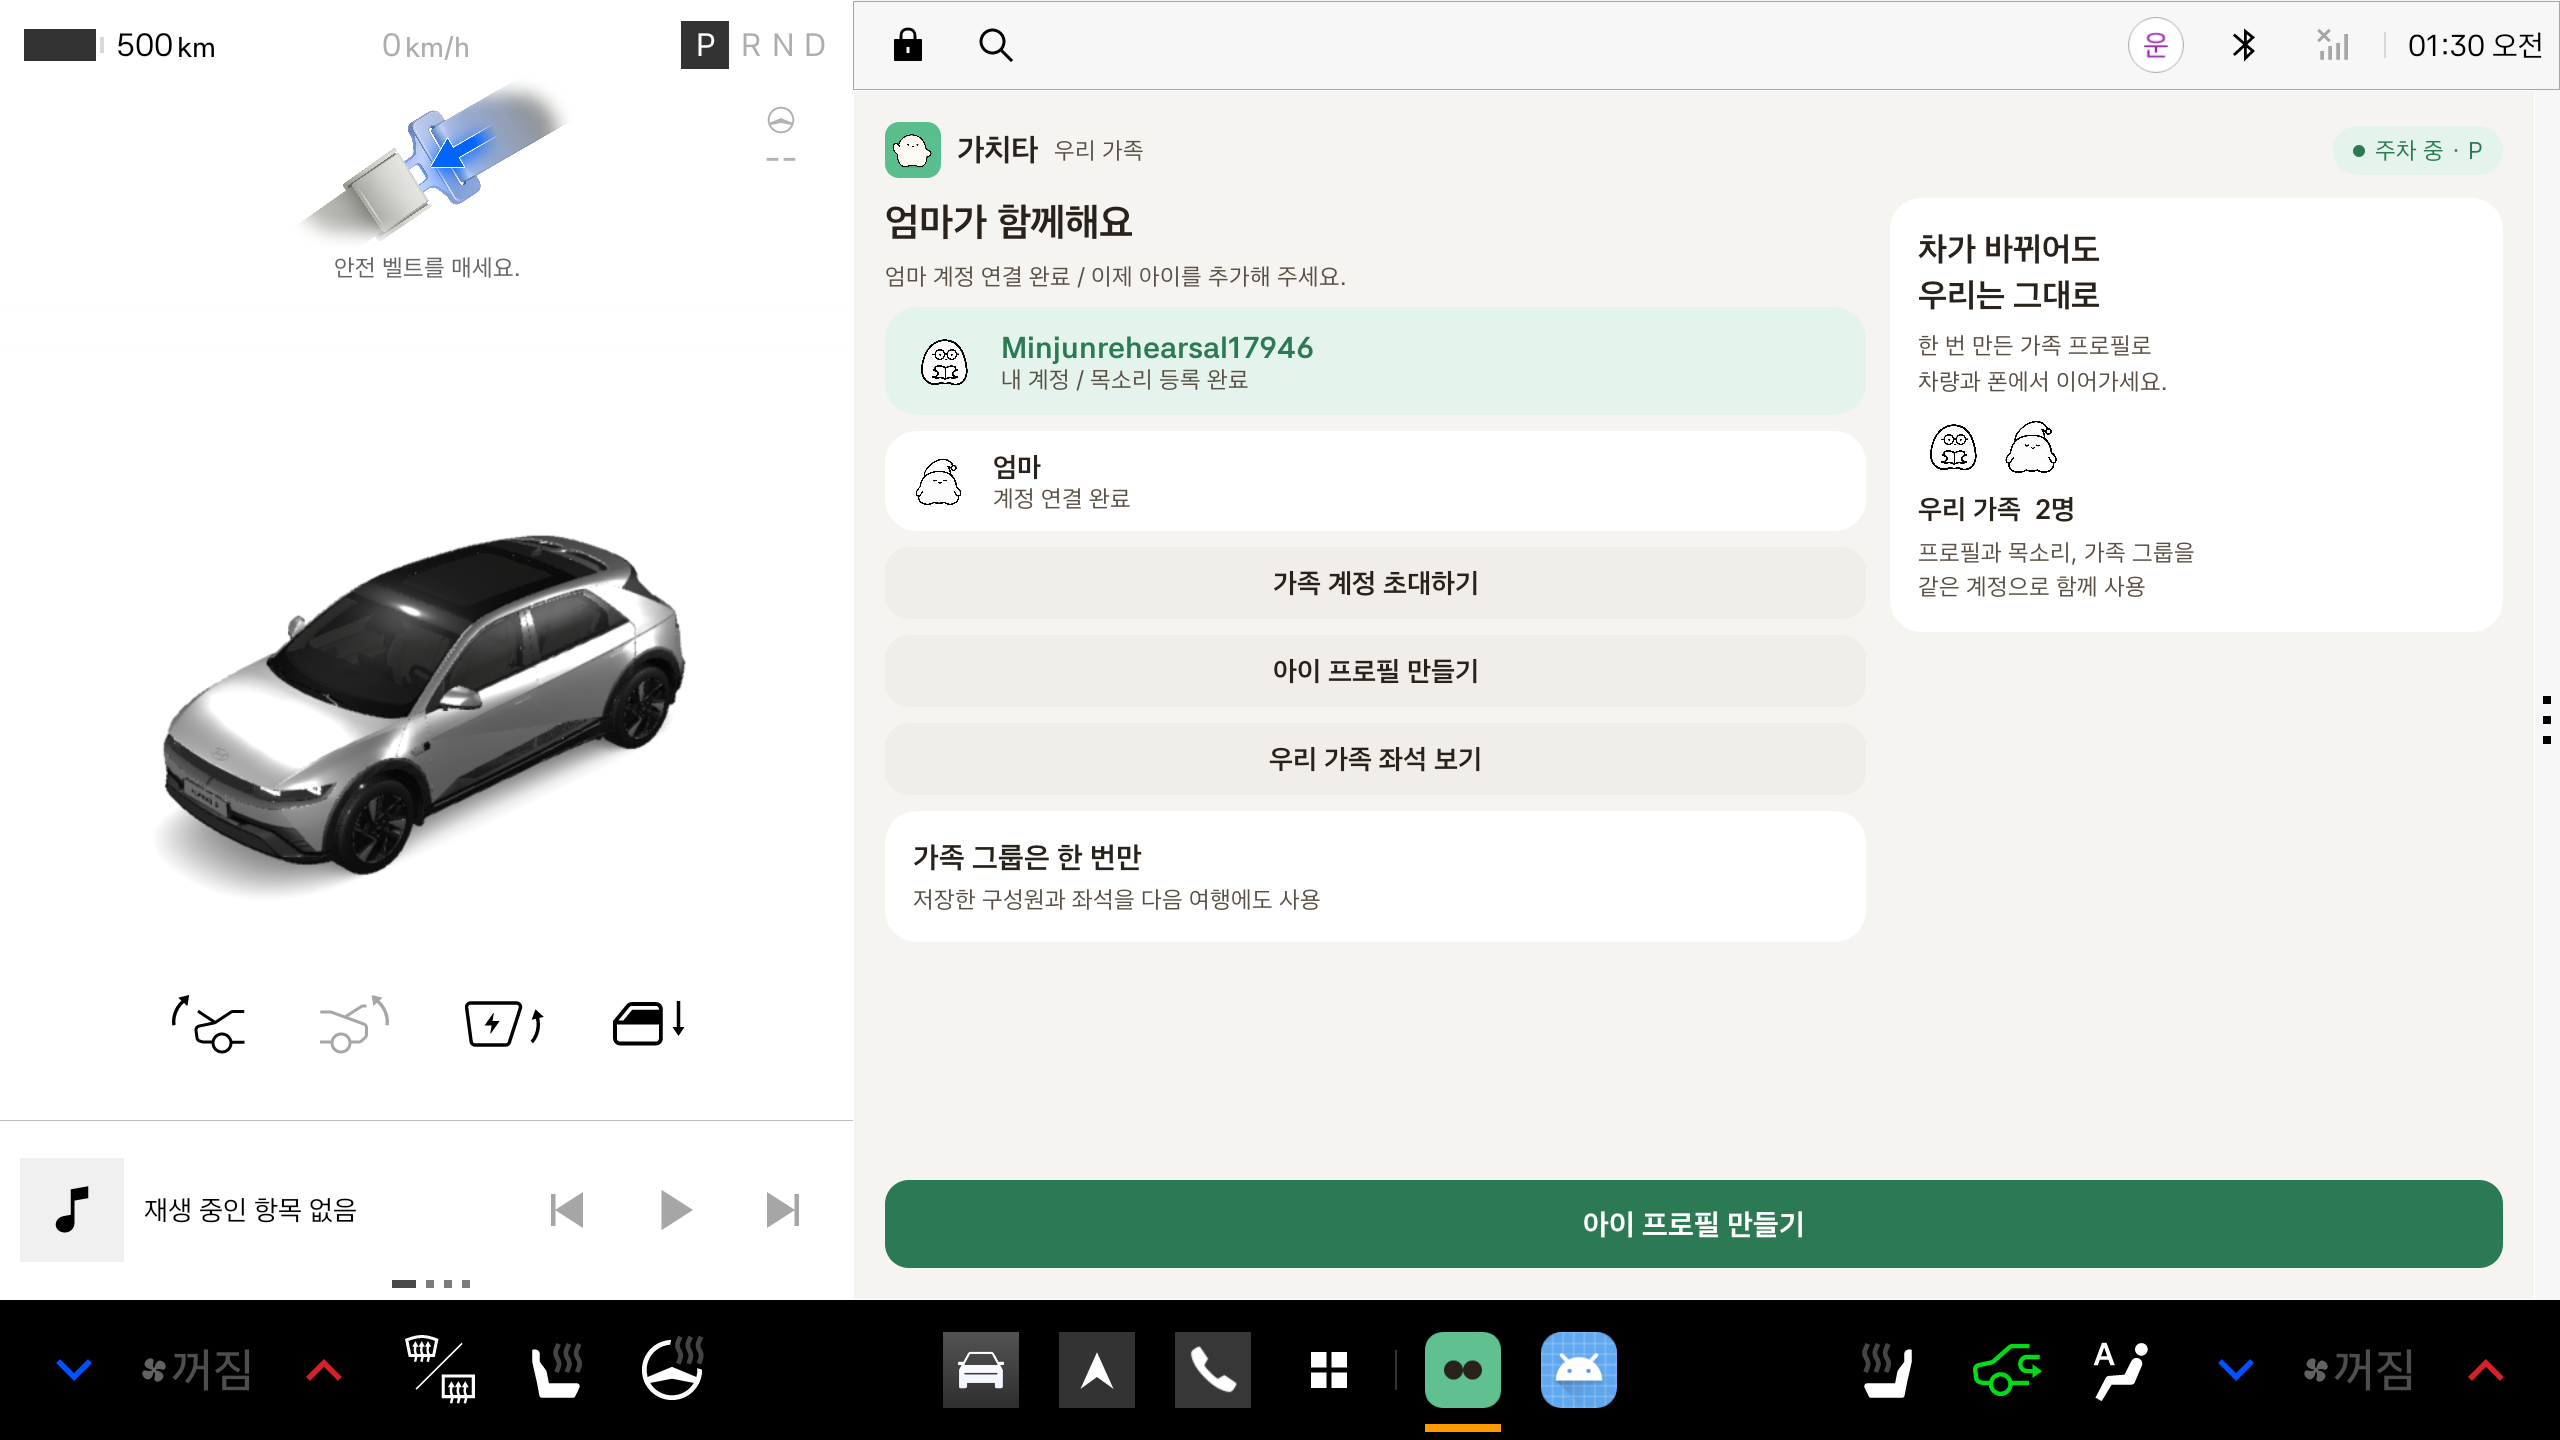 500 km
0 km/h
P R N D
운
01:30 오전
안전 벨트를 매세요.
--
가치타 우리 가족
주차 중 · P
엄마가 함께해요
엄마 계정 연결 완료 / 이제 아이를 추가해 주세요.
Minjunrehearsal17946
내 계정 / 목소리 등록 완료
엄마
계정 연결 완료
가족 계정 초대하기
아이 프로필 만들기
우리 가족 좌석 보기
가족 그룹은 한 번만
저장한 구성원과 좌석을 다음 여행에도 사용
차가 바뀌어도
우리는 그대로
한 번 만든 가족 프로필로
차량과 폰에서 이어가세요.
우리 가족 2명
프로필과 목소리, 가족 그룹을
같은 계정으로 함께 사용
아이 프로필 만들기
재생 중인 항목 없음
꺼짐
A
꺼짐